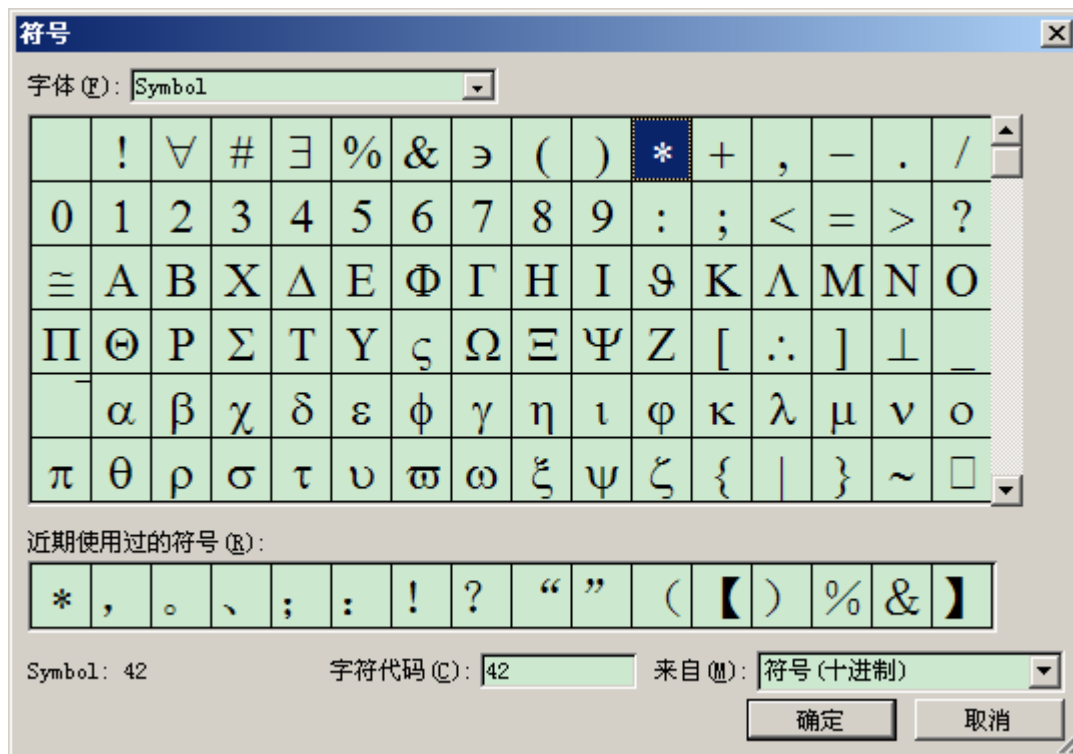 符号
字体(F): Symbol
! ∀ # ∃ % & ∍ ( ) * + , − . /
0 1 2 3 4 5 6 7 8 9 : ; < = > ?
≅ Α Β Χ Δ Ε Φ Γ Η Ι ϑ Κ Λ Μ Ν Ο
Π Θ Ρ Σ Τ Υ ς Ω Ξ Ψ Ζ [ ∴ ] ⊥ _
‾ α β χ δ ε ϕ γ η ι φ κ λ μ ν ο
π θ ρ σ τ υ ϖ ω ξ ψ ζ { | } ~ □
近期使用过的符号(R):
* ， 。 、 ； ： ！ ？ “ ” （ 【 ） % & 】
Symbol: 42 字符代码(C): 42 来自(M): 符号(十进制)
确定 取消